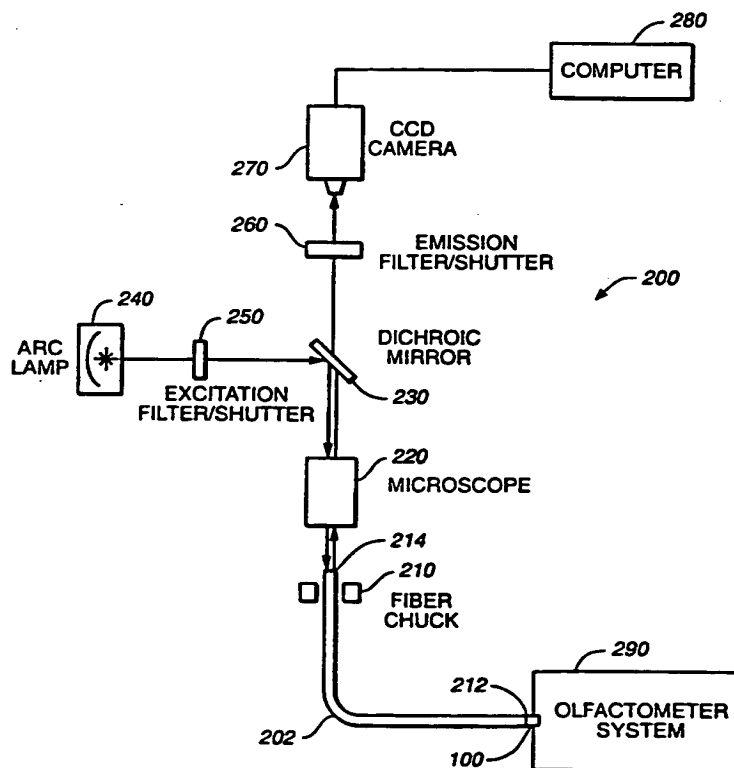 280
COMPUTER
CCD
CAMERA
270
260
EMISSION
FILTER/SHUTTER
200
240
250
ARC
LAMP
DICHROIC
MIRROR
EXCITATION
FILTER/SHUTTER
230
220
MICROSCOPE
214
210
FIBER
CHUCK
290
212
OLFACTOMETER
SYSTEM
202
100